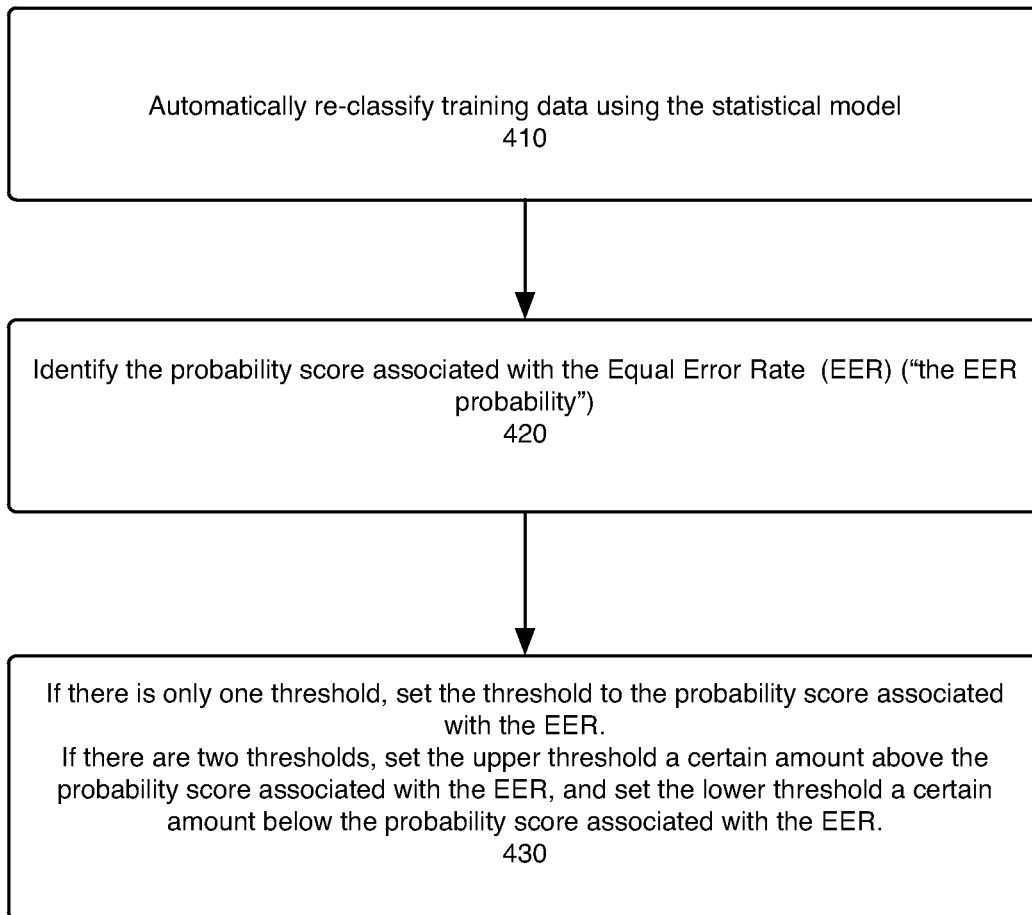 Automatically re-classify training data using the statistical model
410
Identify the probability score associated with the Equal Error Rate  (EER) (“the EER
probability”)
420
If there is only one threshold, set the threshold to the probability score associated
with the EER.
If there are two thresholds, set the upper threshold a certain amount above the
probability score associated with the EER, and set the lower threshold a certain
amount below the probability score associated with the EER.
430